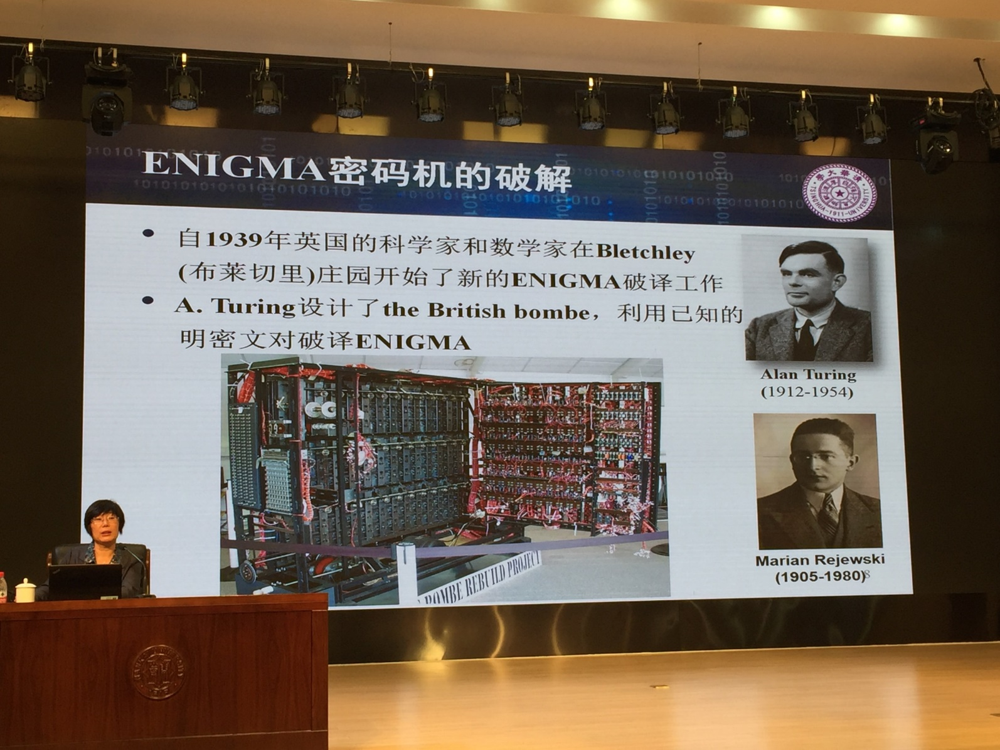 ENIGMA密码机的破解
TSINGHUA-1911-UNIVERSITY
自1939年英国的科学家和数学家在Bletchley
(布莱切里)庄园开始了新的ENIGMA破译工作
A. Turing设计了the British bombe，利用已知的
明密文对破译ENIGMA
Alan Turing
(1912-1954)
BOMBE REBUILD PROJECT
Marian Rejewski
(1905-1980)
8